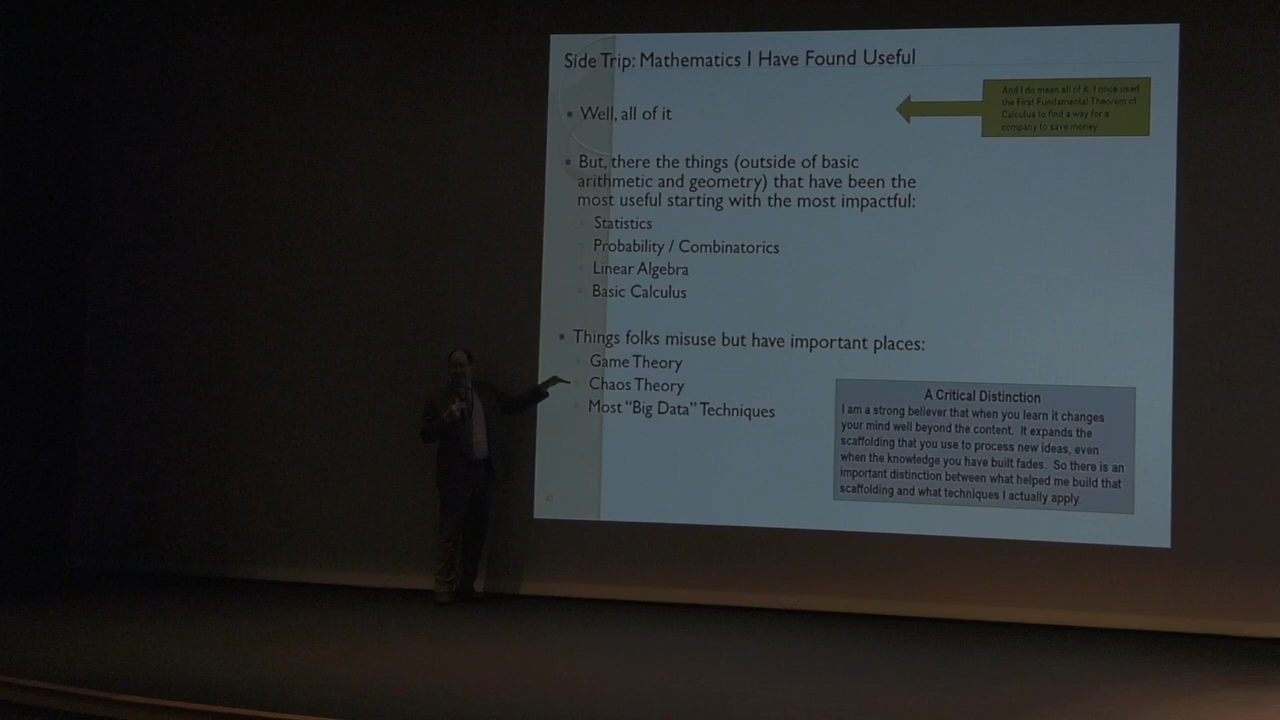 Side Trip: Mathematics I Have Found Useful
• Well, all of it
And I do mean all of it. I once used
the First Fundamental Theorem of
Calculus to find a way for a
company to save money
• But, there the things (outside of basic
arithmetic and geometry) that have been the
most useful starting with the most impactful:
Statistics
Probability / Combinatorics
Linear Algebra
Basic Calculus
• Things folks misuse but have important places:
Game Theory
Chaos Theory
Most "Big Data" Techniques
A Critical Distinction
I am a strong believer that when you learn it changes
your mind well beyond the content. It expands the
scaffolding that you use to process new ideas, even
when the knowledge you have built fades. So there is an
important distinction between what helped me build that
scaffolding and what techniques I actually apply.